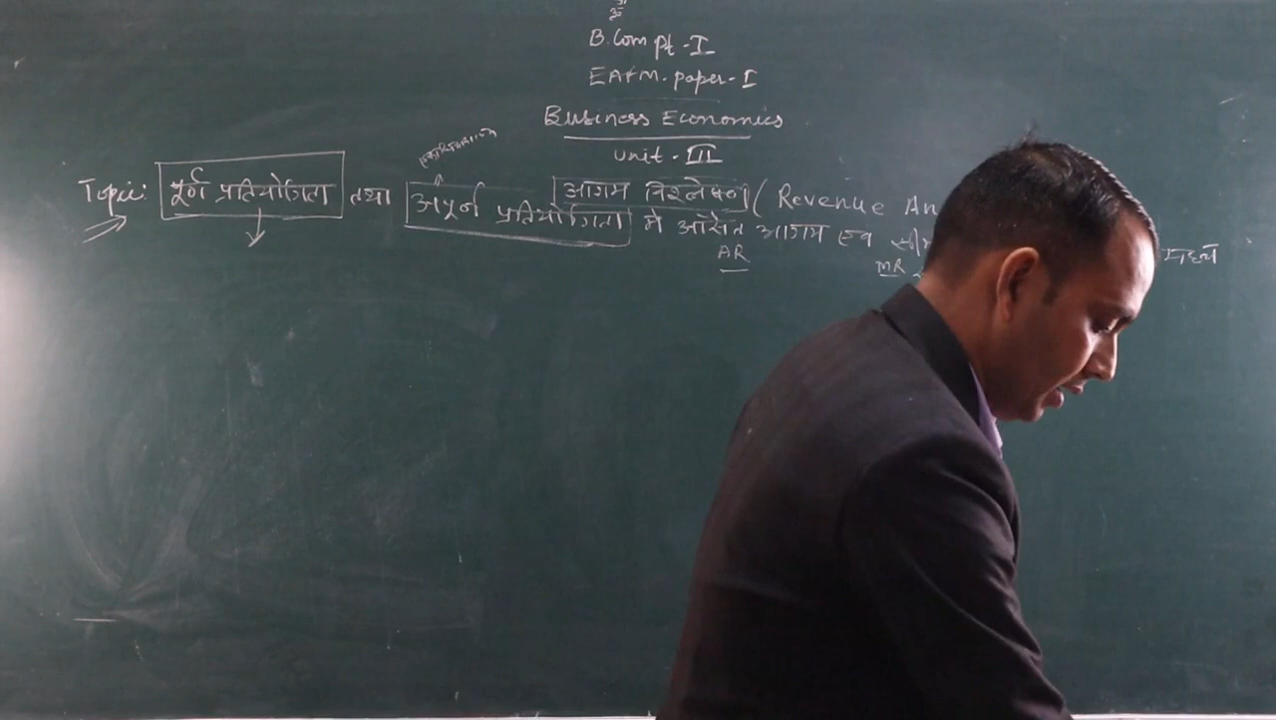 ॐ
B.Com pt-I
EAFM. paper-I
Business Economics
unit-III
आगम विश्लेषण ( Revenue An
Topic: पूर्ण प्रतियोगिता तथा अपूर्ण प्रतियोगिता में औसत आगम एवं
AR
MR